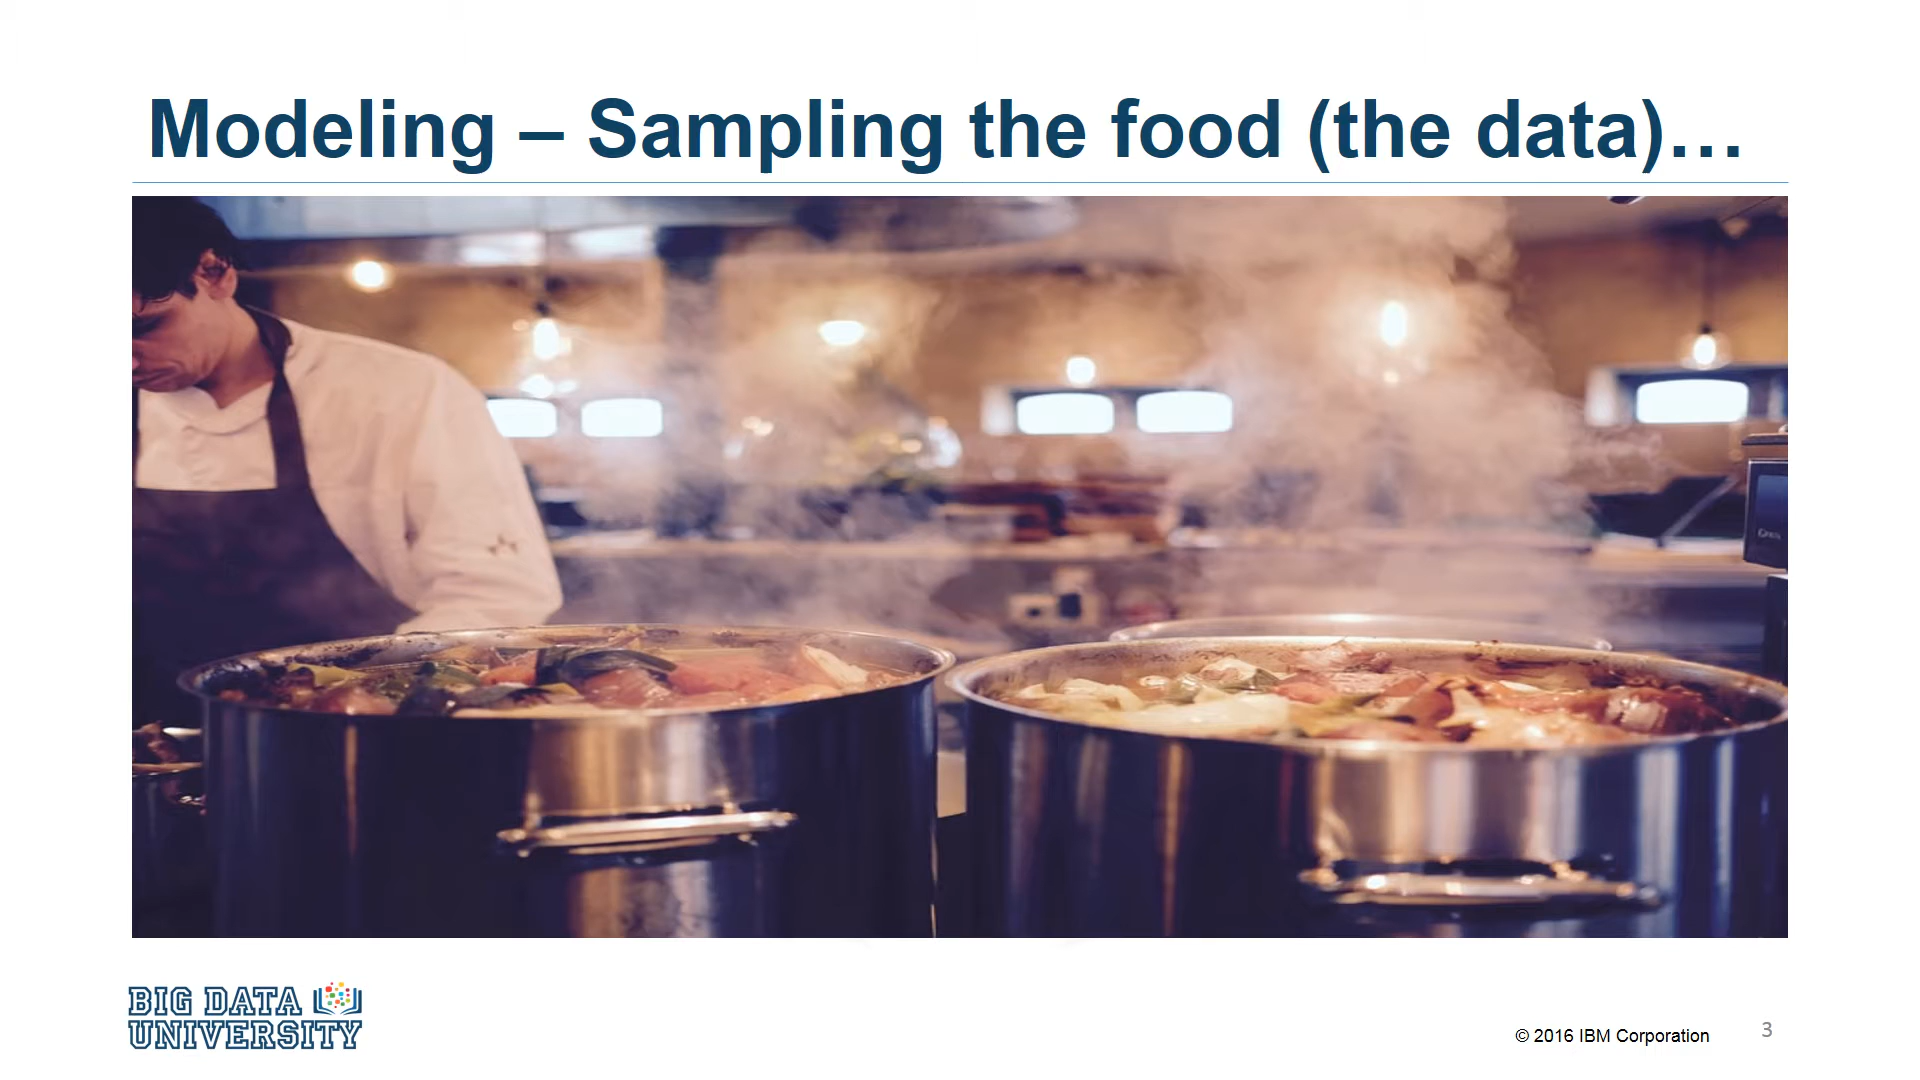 Modeling – Sampling the food (the data)…
BIG DATA
UNIVERSITY
© 2016 IBM Corporation
3